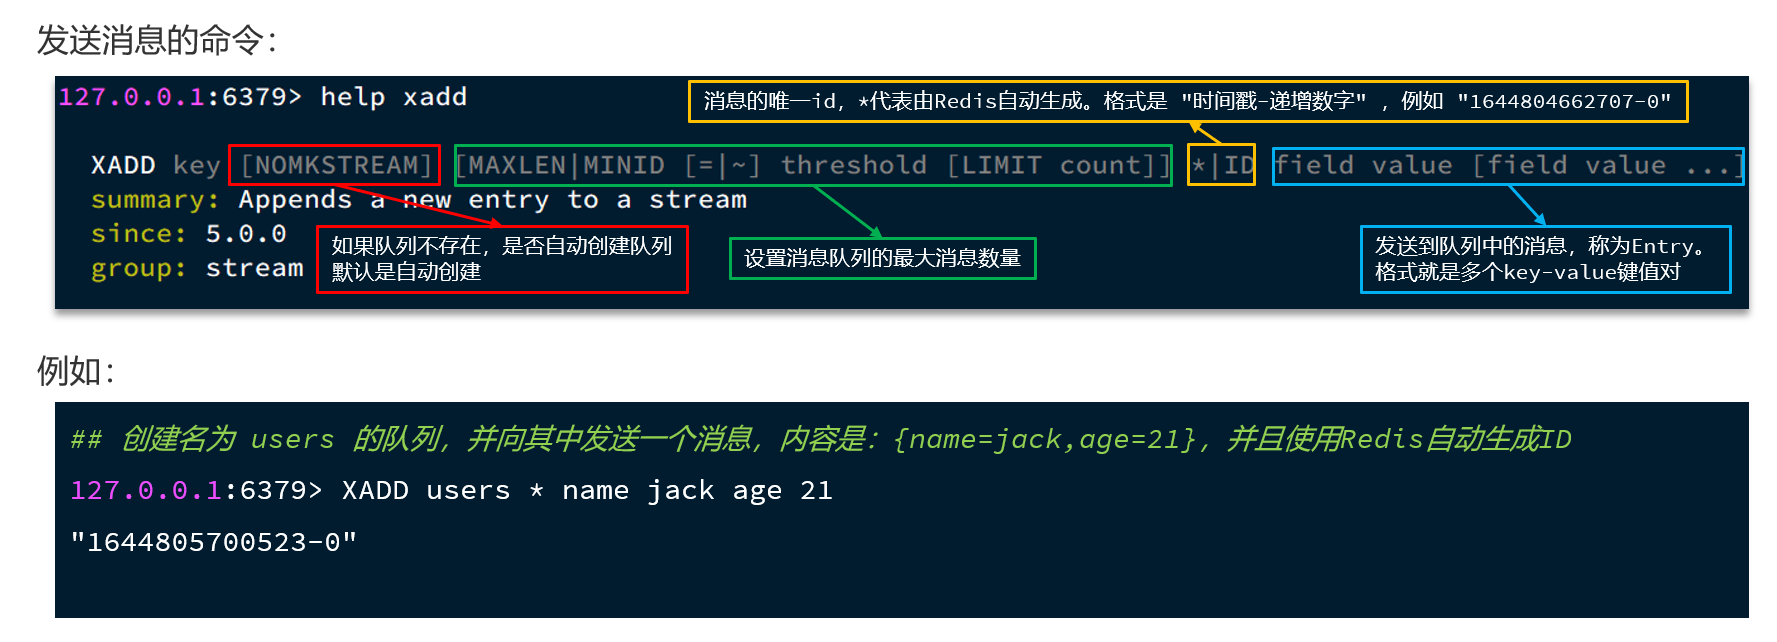 发送消息的命令：
127.0.0.1:6379> help xadd
消息的唯一id，*代表由Redis自动生成。格式是 "时间戳-递增数字" ，例如 "1644804662707-0"
XADD key [NOMKSTREAM] [MAXLEN|MINID [=|~] threshold [LIMIT count]] *|ID field value [field value ...]
summary: Appends a new entry to a stream
since: 5.0.0
group: stream
如果队列不存在，是否自动创建队列
默认是自动创建
设置消息队列的最大消息数量
发送到队列中的消息，称为Entry。
格式就是多个key-value键值对
例如：
## 创建名为 users 的队列，并向其中发送一个消息，内容是：{name=jack,age=21}，并且使用Redis自动生成ID
127.0.0.1:6379> XADD users * name jack age 21
"1644805700523-0"